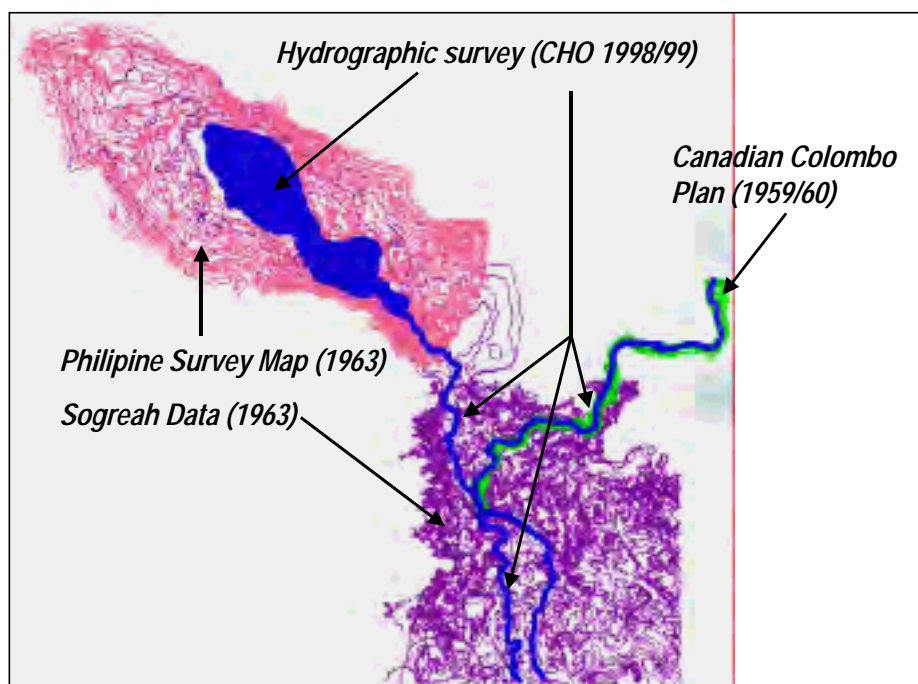 Hydrographic survey (CHO 1998/99)
Canadian Colombo
Plan (1959/60)
Philipine Survey Map (1963)
Sogreah Data (1963)